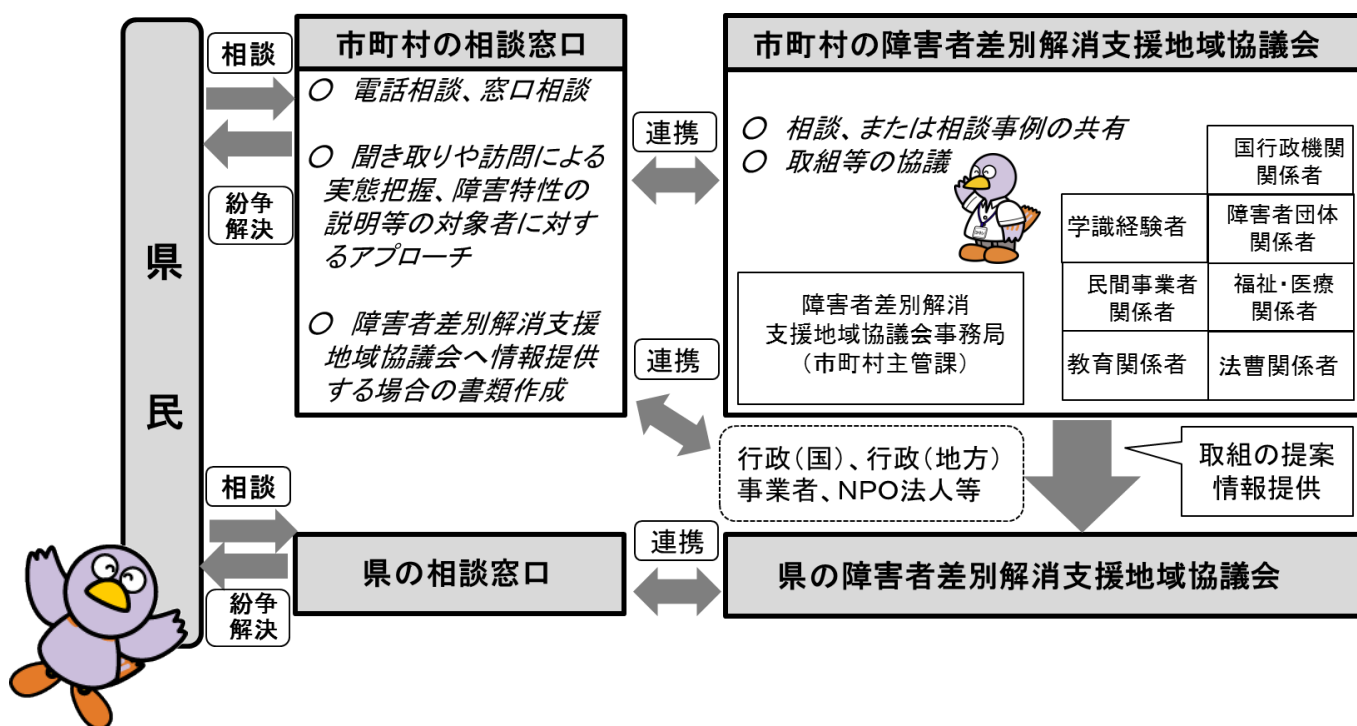 県民
相談
紛争
解決
市町村の相談窓口
○ 電話相談、窓口相談
○ 聞き取りや訪問による
実態把握、障害特性の
説明等の対象者に対す
るアプローチ
○ 障害者差別解消支援
地域協議会へ情報提供
する場合の書類作成
連携
市町村の障害者差別解消支援地域協議会
○ 相談、または相談事例の共有
○ 取組等の協議
国行政機関
関係者
学識経験者
障害者団体
関係者
民間事業者
関係者
福祉・医療
関係者
教育関係者
法曹関係者
障害者差別解消
支援地域協議会事務局
（市町村主管課）
連携
行政（国）、行政（地方）
事業者、NPO法人等
取組の提案
情報提供
相談
紛争
解決
県の相談窓口
連携
県の障害者差別解消支援地域協議会